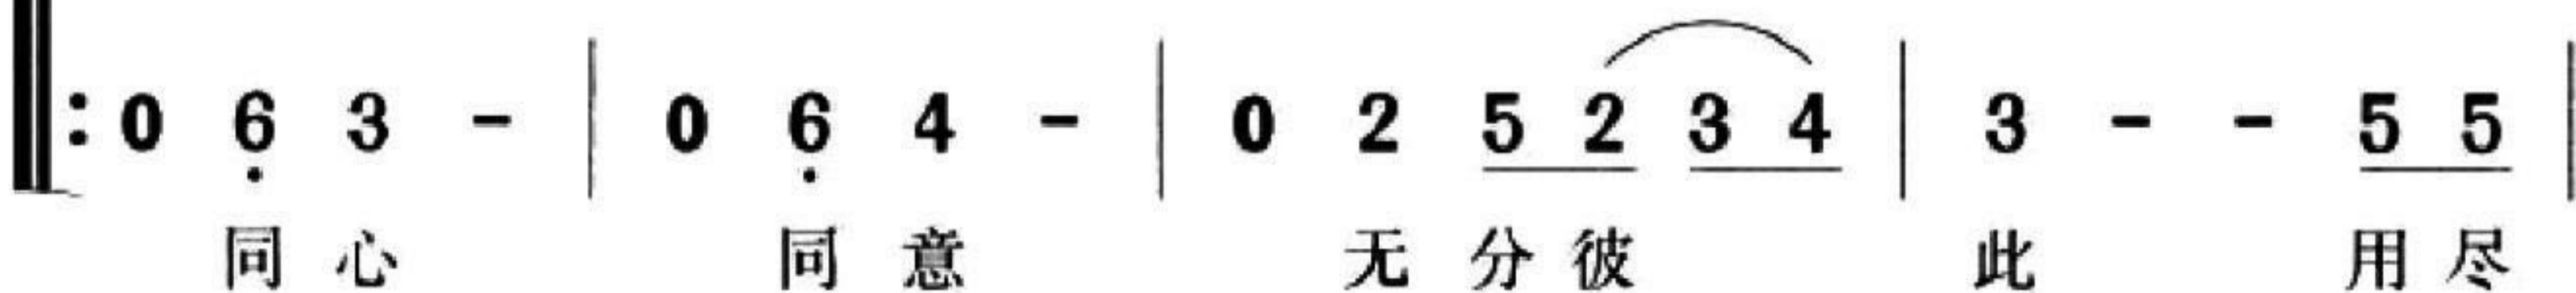 0 6 3 - | 0 6 4 - | 0 2 5 2 3 4 | 3 - - 5 5 |
同心 同意 无分彼 此 用尽